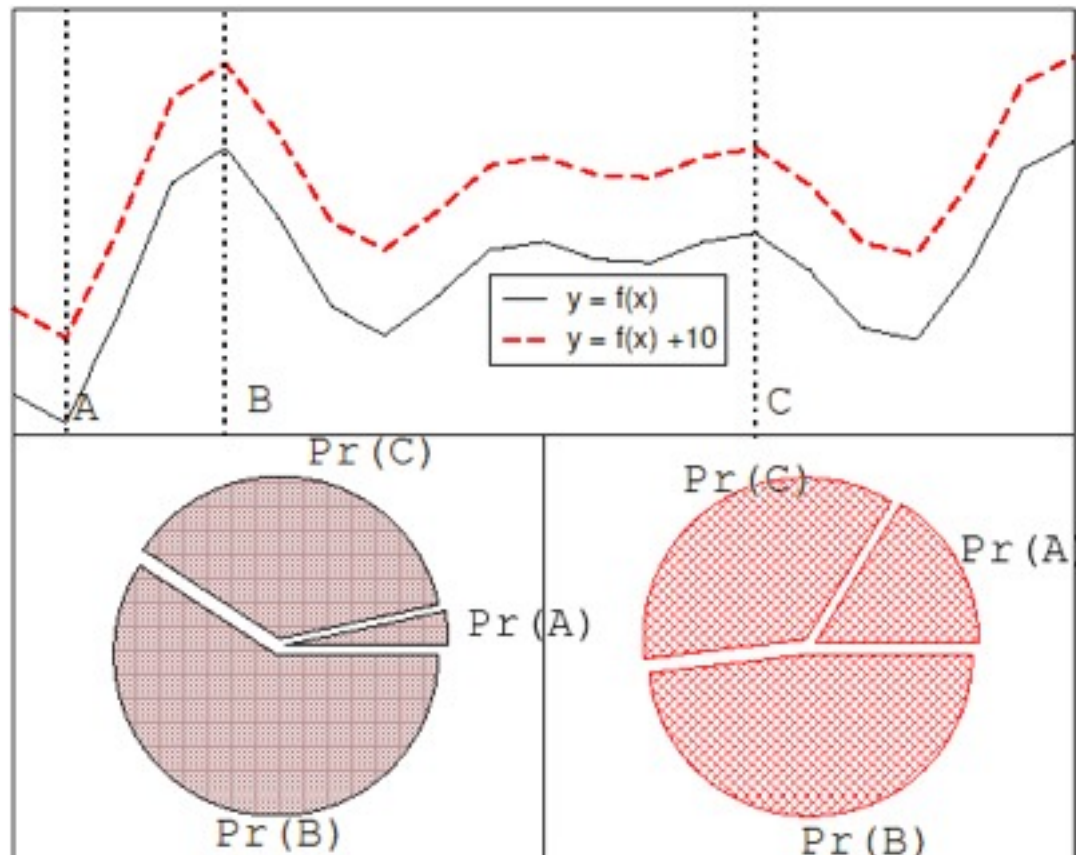 y = f(x)
y = f(x) +10
A
B
C
Pr(C)
Pr(A)
Pr(B)
Pr(C)
Pr(A)
Pr(B)